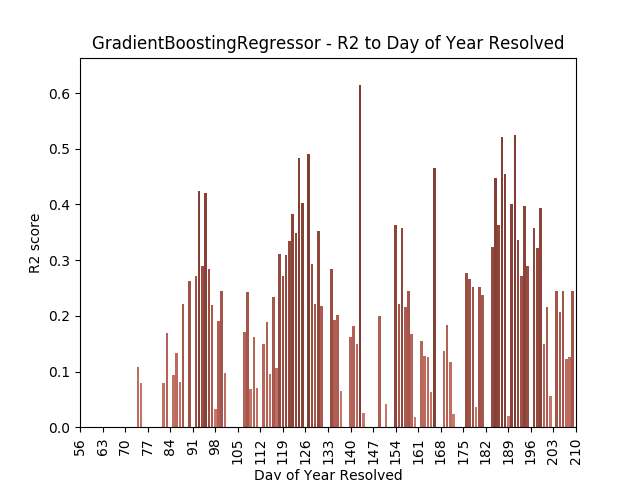 GradientBoostingRegressor - R2 to Day of Year Resolved
R2 score
0.6
0.5
0.4
0.3
0.2
0.1
0.0
56 63 70 77 84 91 98 105 112 119 126 133 140 147 154 161 168 175 182 189 196 203 210
Day of Year Resolved